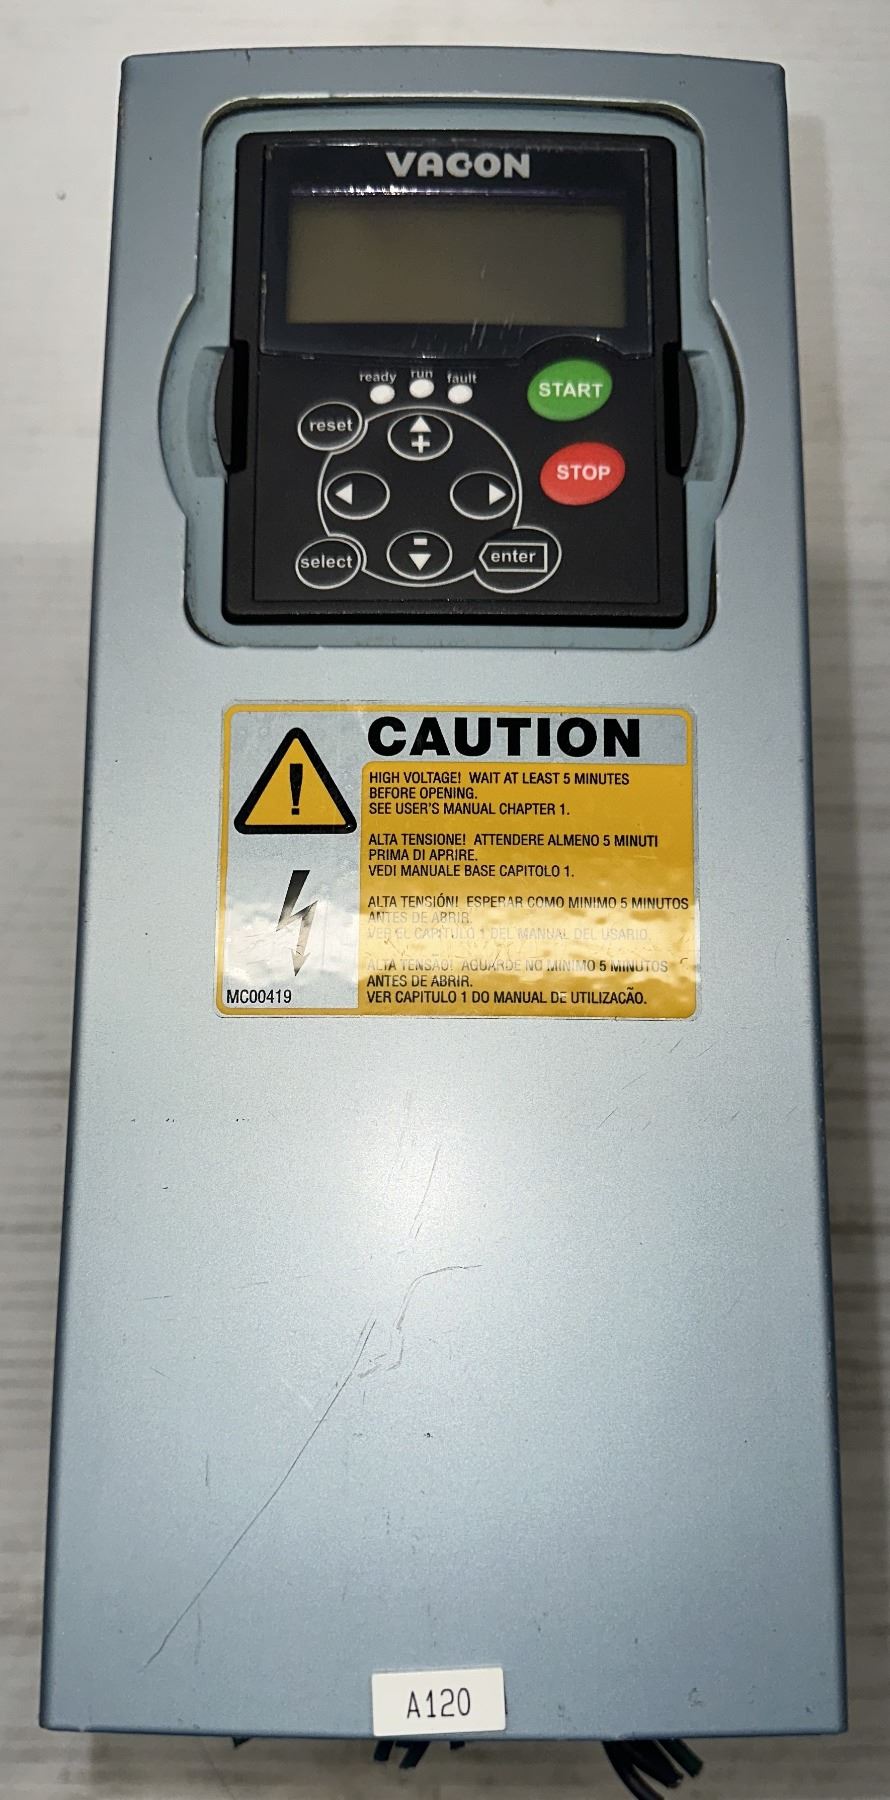 VACON
ready run fault
START
reset
+
STOP
-
select
enter
CAUTION
HIGH VOLTAGE! WAIT AT LEAST 5 MINUTES
BEFORE OPENING.
SEE USER'S MANUAL CHAPTER 1.
ALTA TENSIONE! ATTENDERE ALMENO 5 MINUTI
PRIMA DI APRIRE.
VEDI MANUALE BASE CAPITOLO 1.
ALTA TENSIÓN! ESPERAR COMO MINIMO 5 MINUTOS
ANTES DE ABRIR.
VER EL CAPÍTULO 1 DEL MANUAL DEL USARIO.
ALTA TENSÃO! AGUARDE NO MINIMO 5 MINUTOS
ANTES DE ABRIR.
VER CAPITULO 1 DO MANUAL DE UTILIZACÃO.
!
MC00419
A120